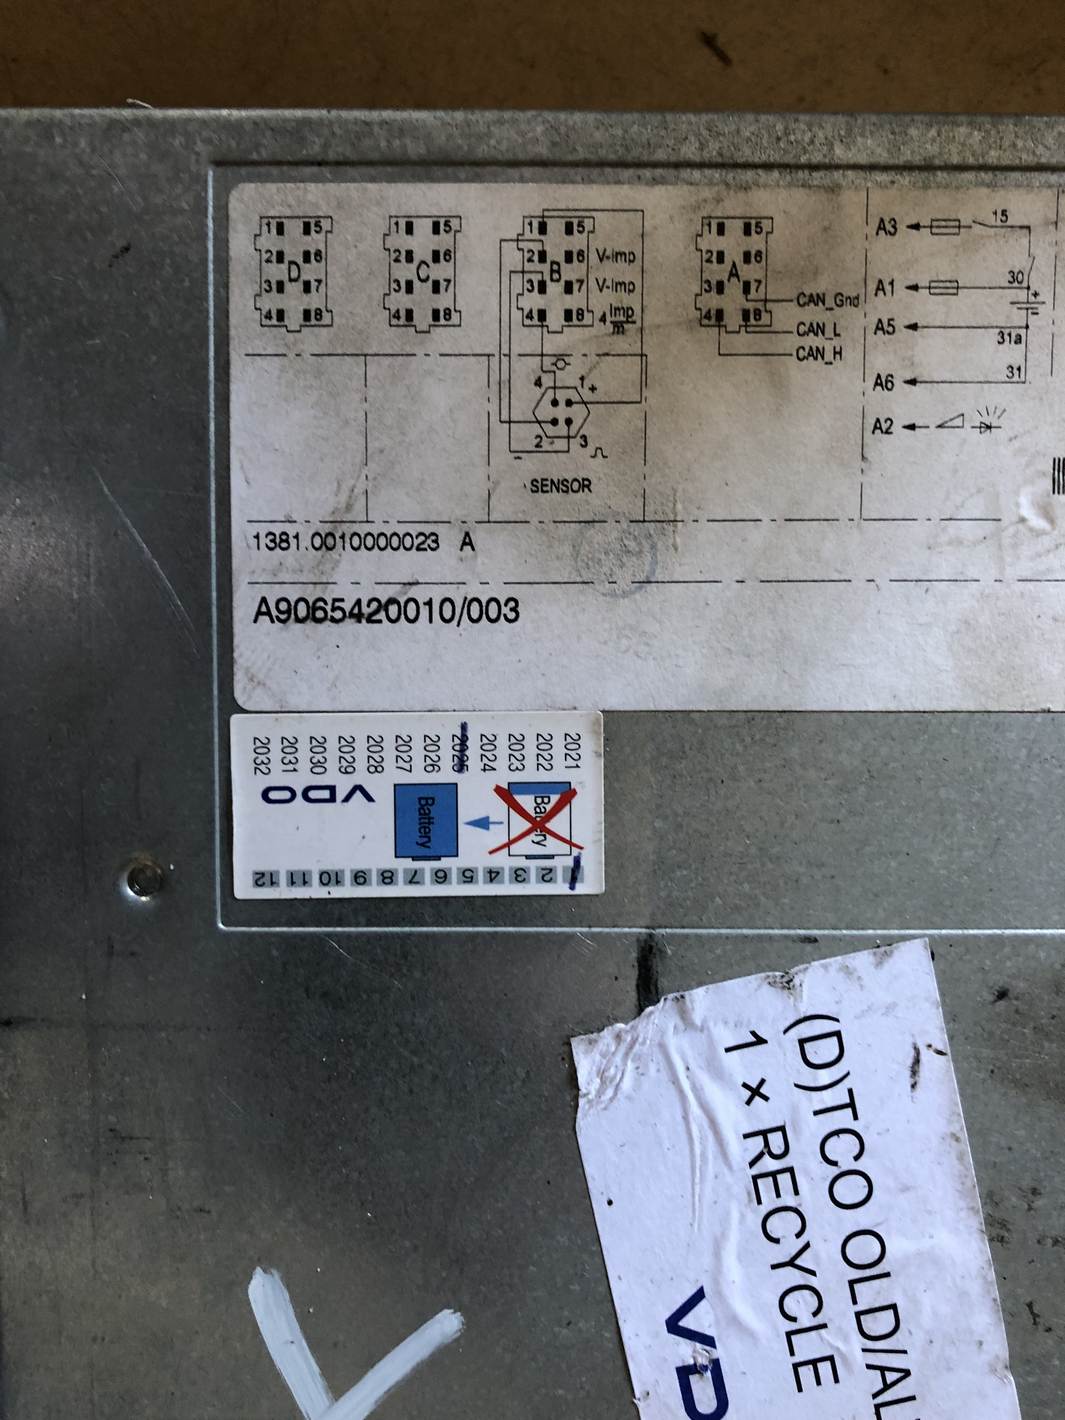 1 5 1 5 1 5 1 5
2 6 2 6 2 6 V-Imp 2 6
D C B A
3 7 3 7 3 7 V-Imp 3 7
4 8 4 8 4 8 4 Imp/m 4 8
CAN_Gnd
CAN_L
CAN_H
A3 15
A1 30
+
A5 31a
A6 31
A2
4 1 +
2 3
-
SENSOR
1381.0010000023 A
A9065420010/003
2021
2022
2023
2024
2025
2026
2027
2028
2029
2030
2031
2032
Battery
Battery
VDO
1 2 3 4 5 6 7 8 9 10 11 12
(D)TCO OLD/AL
1 × RECYCLE
VD